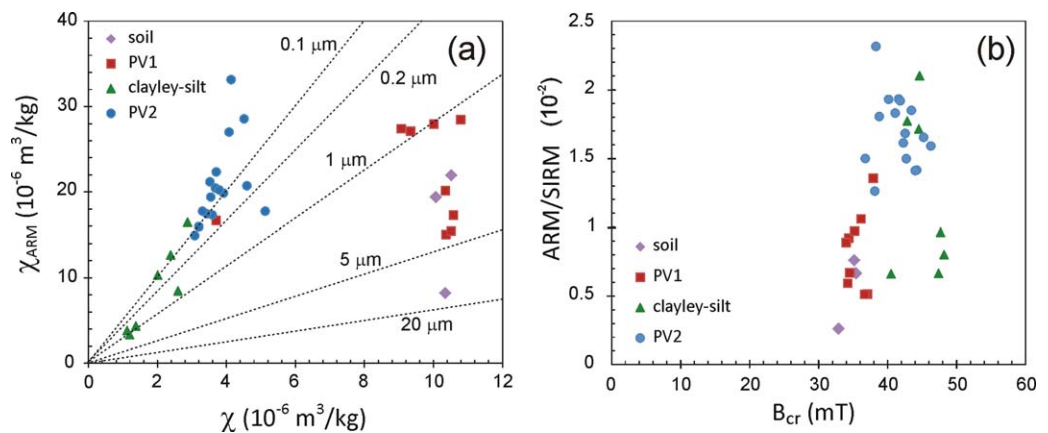 (a)
soil
PV1
clayley-silt
PV2
0.1 μm
0.2 μm
1 μm
5 μm
20 μm
40
30
20
10
0
0 2 4 6 8 10 12
χARM (10⁻⁶ m³/kg)
χ (10⁻⁶ m³/kg)
(b)
soil
PV1
clayley-silt
PV2
2.5
2
1.5
1
0.5
0
0 10 20 30 40 50 60
ARM/SIRM (10⁻²)
Bcr (mT)